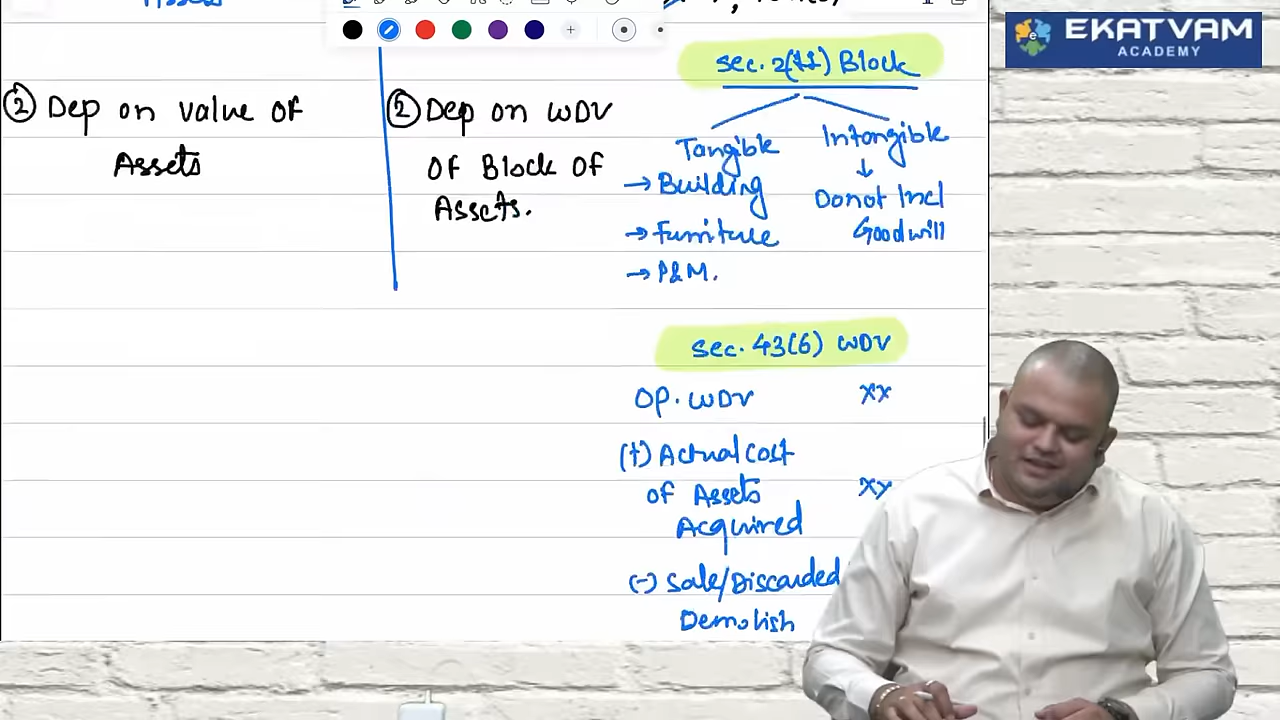 Assets
EKATVAM
ACADEMY
② Dep on value of
Assets
② Dep on WDV
OF Block OF
Assets.
sec. 2(11) Block
Tangible
→ Building
→ Furniture
→ P&M.
Intangible
↓
Donot Incl
Goodwill
sec. 43(6) WDV
OP. WDV xx
(+) Actual cost
of Assets xx
Acquired
(-) Sale/Discarded
Demolish